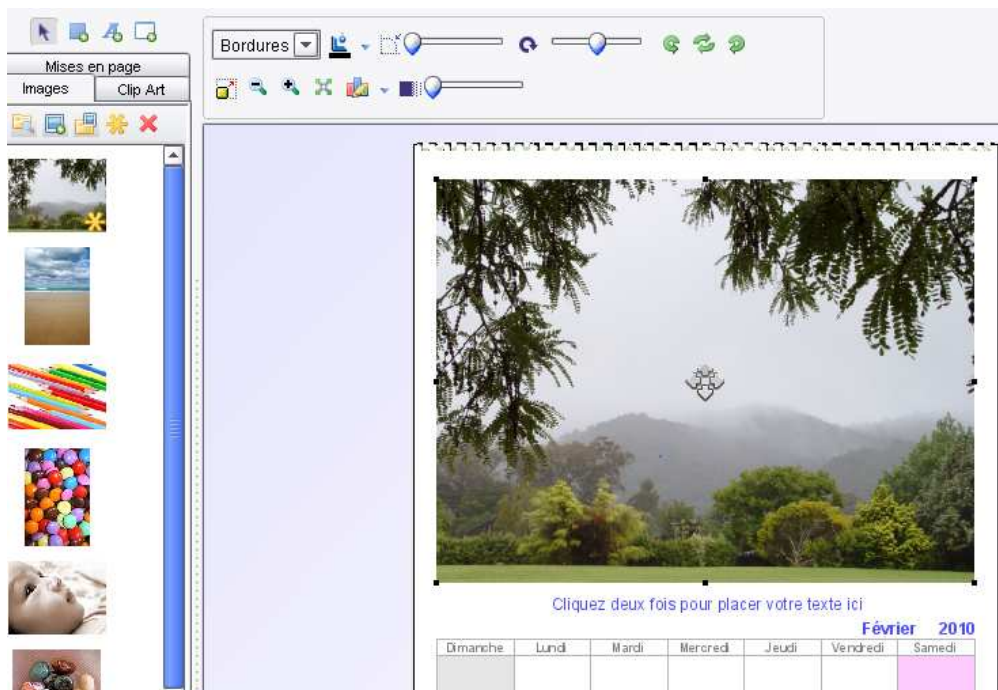 Bordures
Mises en page
Images
Clip Art
Cliquez deux fois pour placer votre texte ici
Février 2010
Dimanche Lundi Mardi Mercredi Jeudi Vendredi Samedi